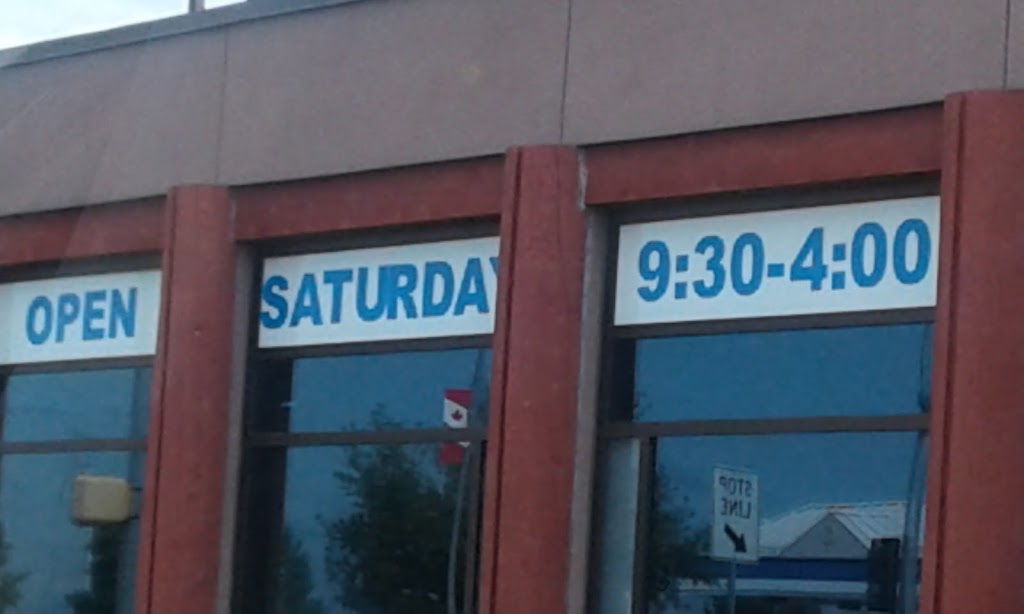 OPEN SATURDAY 9:30-4:00
STOP
LINE